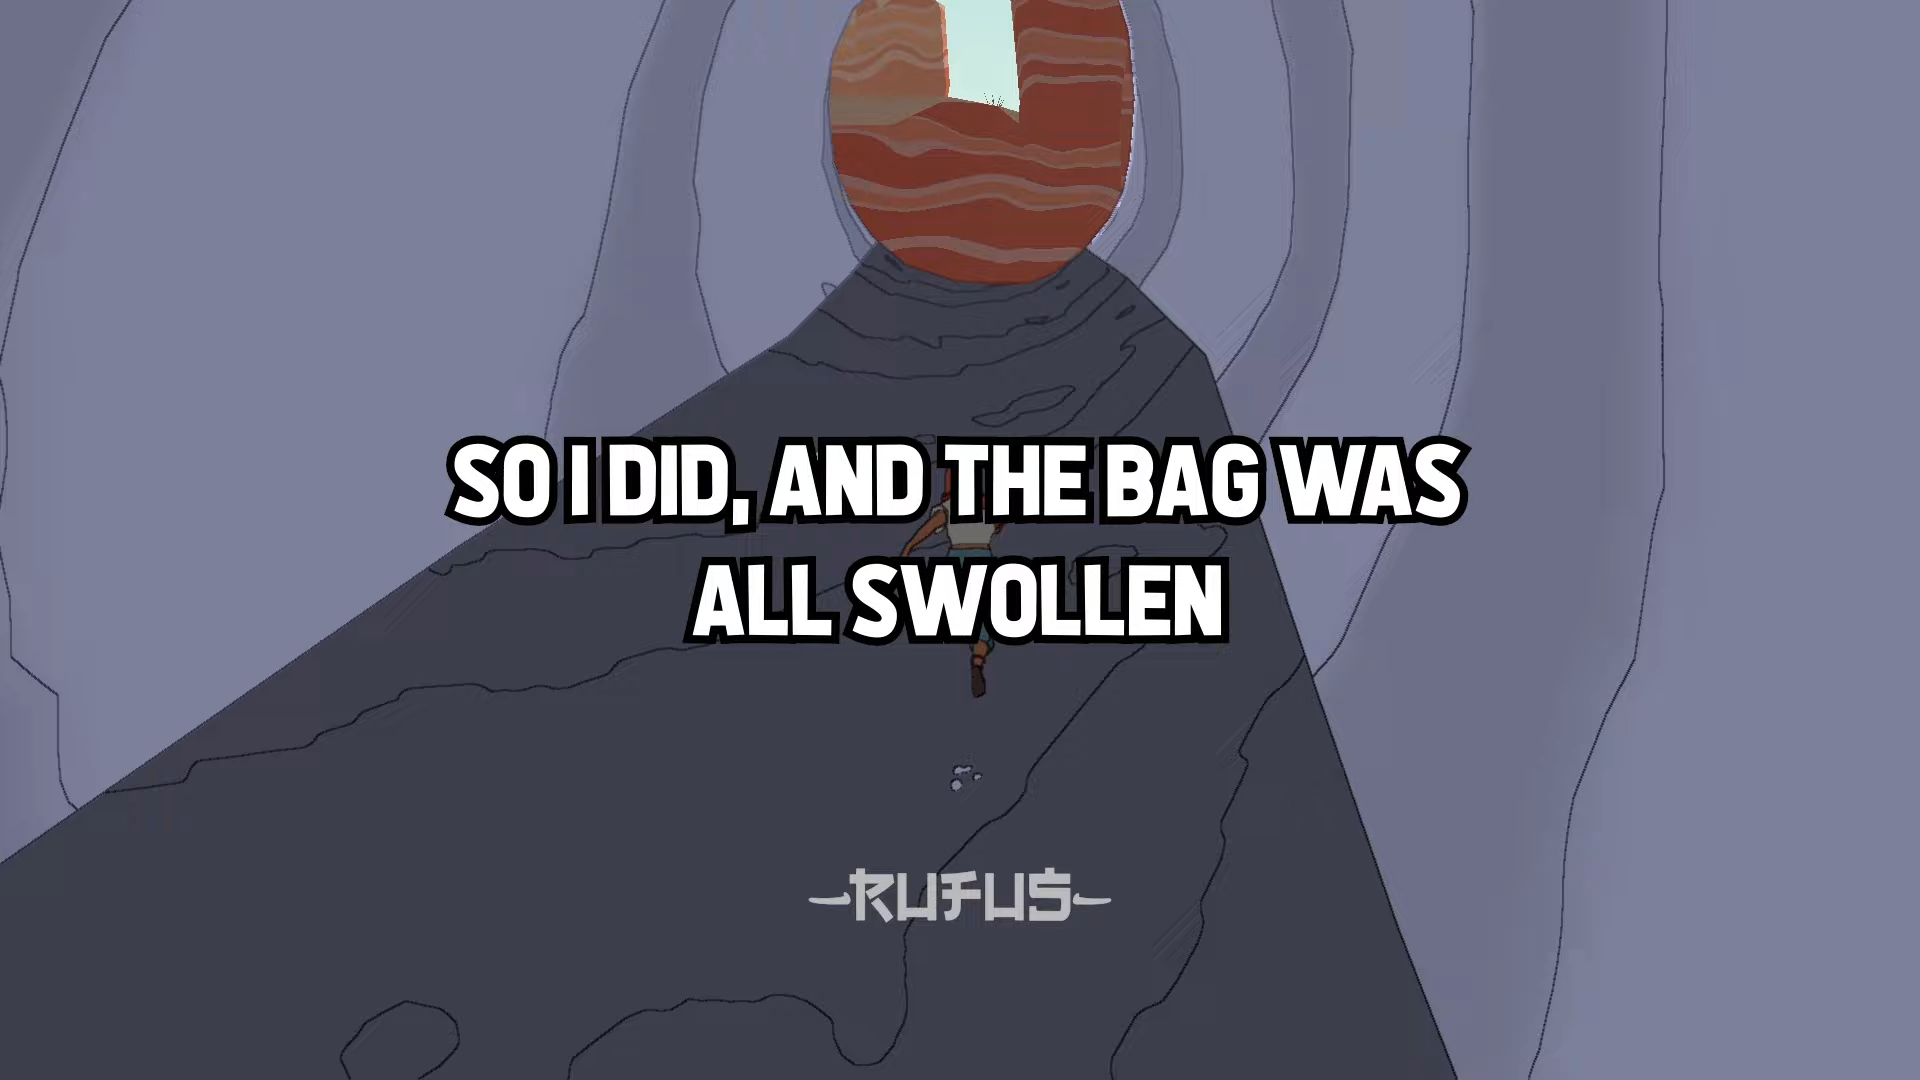 SO I DID, AND THE BAG WAS
ALL SWOLLEN
RUFUS